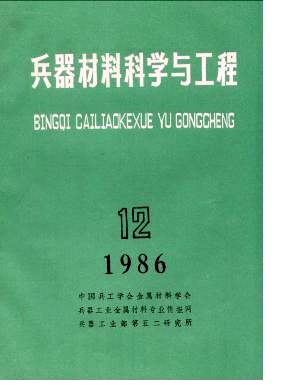 兵器材料科学与工程
BINGQI CAILIAOKEXUE YU GONGCHENG
12
1986
中国兵工学会金属材料学会
兵器工业金属材料专业情报网
兵器工业部第五二研究所